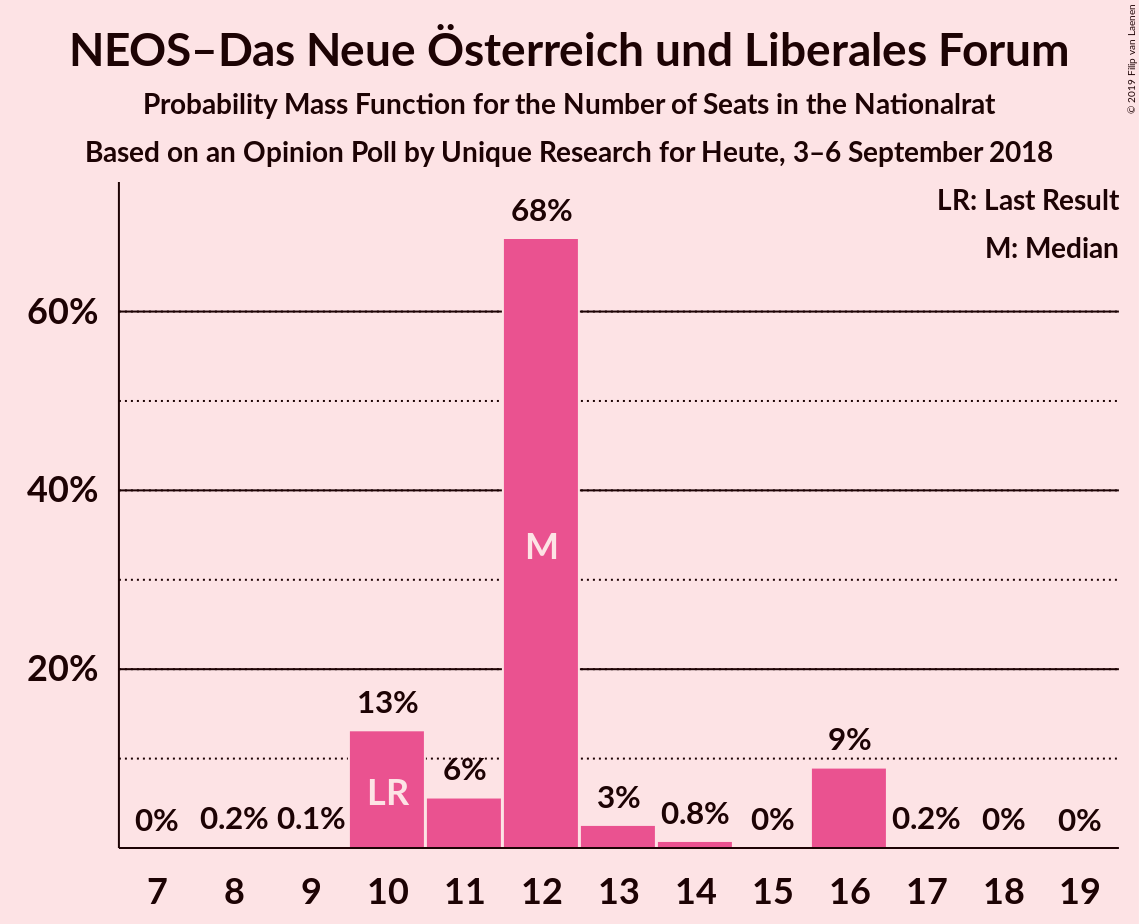 NEOS–Das Neue Österreich und Liberales Forum
Probability Mass Function for the Number of Seats in the Nationalrat
Based on an Opinion Poll by Unique Research for Heute, 3–6 September 2018
© 2019 Filip van Laenen
LR: Last Result
M: Median
60%
40%
20%
0%
0.2%
0.1%
13%
6%
68%
3%
0.8%
0%
9%
0.2%
0%
0%
LR
M
7 8 9 10 11 12 13 14 15 16 17 18 19